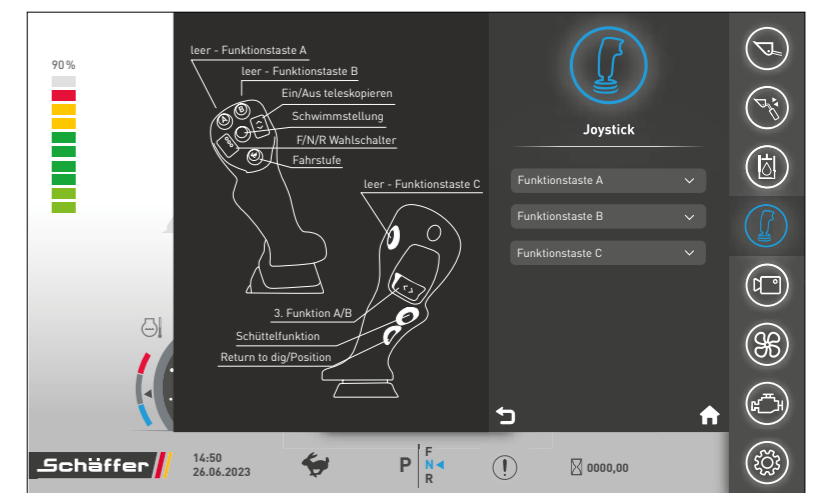 90 %
leer - Funktionstaste A
leer - Funktionstaste B
Ein/Aus teleskopieren
Schwimmstellung
F/N/R Wahlschalter
Fahrstufe
A
B
leer - Funktionstaste C
3. Funktion A/B
Schüttelfunktion
Return to dig/Position
Joystick
Funktionstaste A
Funktionstaste B
Funktionstaste C
Schäffer
14:50
26.06.2023
P
F
N
R
!
0000,00